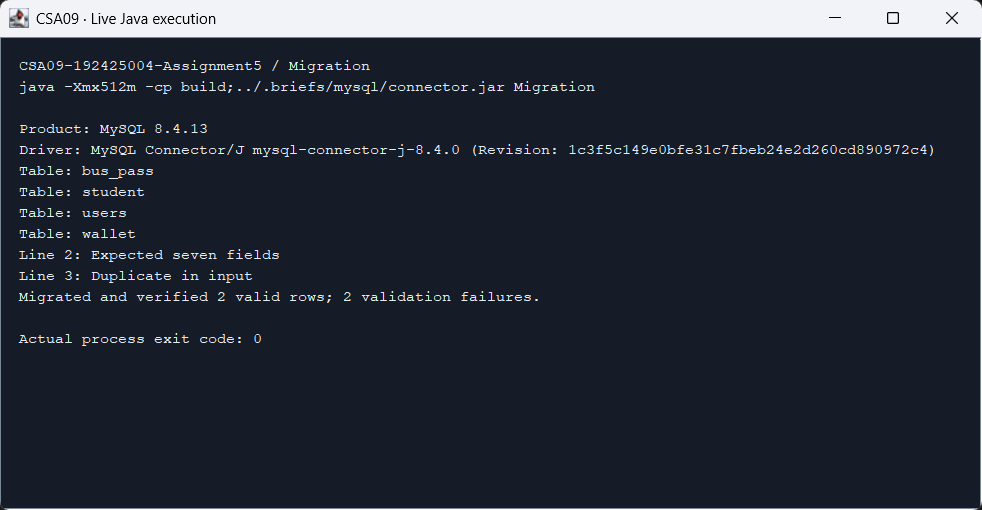 CSA09 · Live Java execution
CSA09-192425004-Assignment5 / Migration
java -Xmx512m -cp build;../.briefs/mysql/connector.jar Migration
Product: MySQL 8.4.13
Driver: MySQL Connector/J mysql-connector-j-8.4.0 (Revision: 1c3f5c149e0bfe31c7fbeb24e2d260cd890972c4)
Table: bus_pass
Table: student
Table: users
Table: wallet
Line 2: Expected seven fields
Line 3: Duplicate in input
Migrated and verified 2 valid rows; 2 validation failures.
Actual process exit code: 0